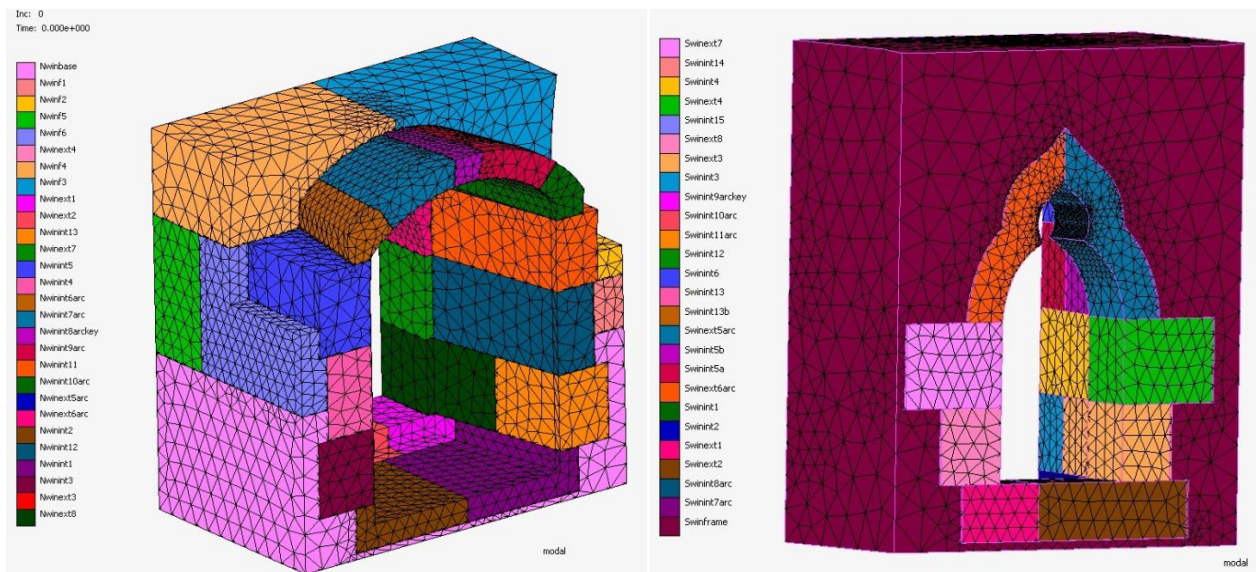 Inc: 0
Time: 0.000e+000
Nwinbase
Nwinf1
Nwinf2
Nwinf5
Nwinf6
Nwinext4
Nwinf4
Nwinf3
Nwinext1
Nwinext2
Nwinint13
Nwinext7
Nwinint5
Nwinint4
Nwinint6arc
Nwinint7arc
Nwinint8arckey
Nwinint9arc
Nwinint11
Nwinint10arc
Nwinext5arc
Nwinext6arc
Nwinint2
Nwinint12
Nwinint1
Nwinint3
Nwinext3
Nwinext8
modal
Swinext7
Swinint14
Swinint4
Swinext4
Swinint15
Swinext8
Swinext3
Swinint3
Swinint9arckey
Swinint10arc
Swinint11arc
Swinint12
Swinint6
Swinint13
Swinint13b
Swinext5arc
Swinint5b
Swinint5a
Swinext6arc
Swinint1
Swinint2
Swinext1
Swinext2
Swinint8arc
Swinint7arc
Swinframe
modal